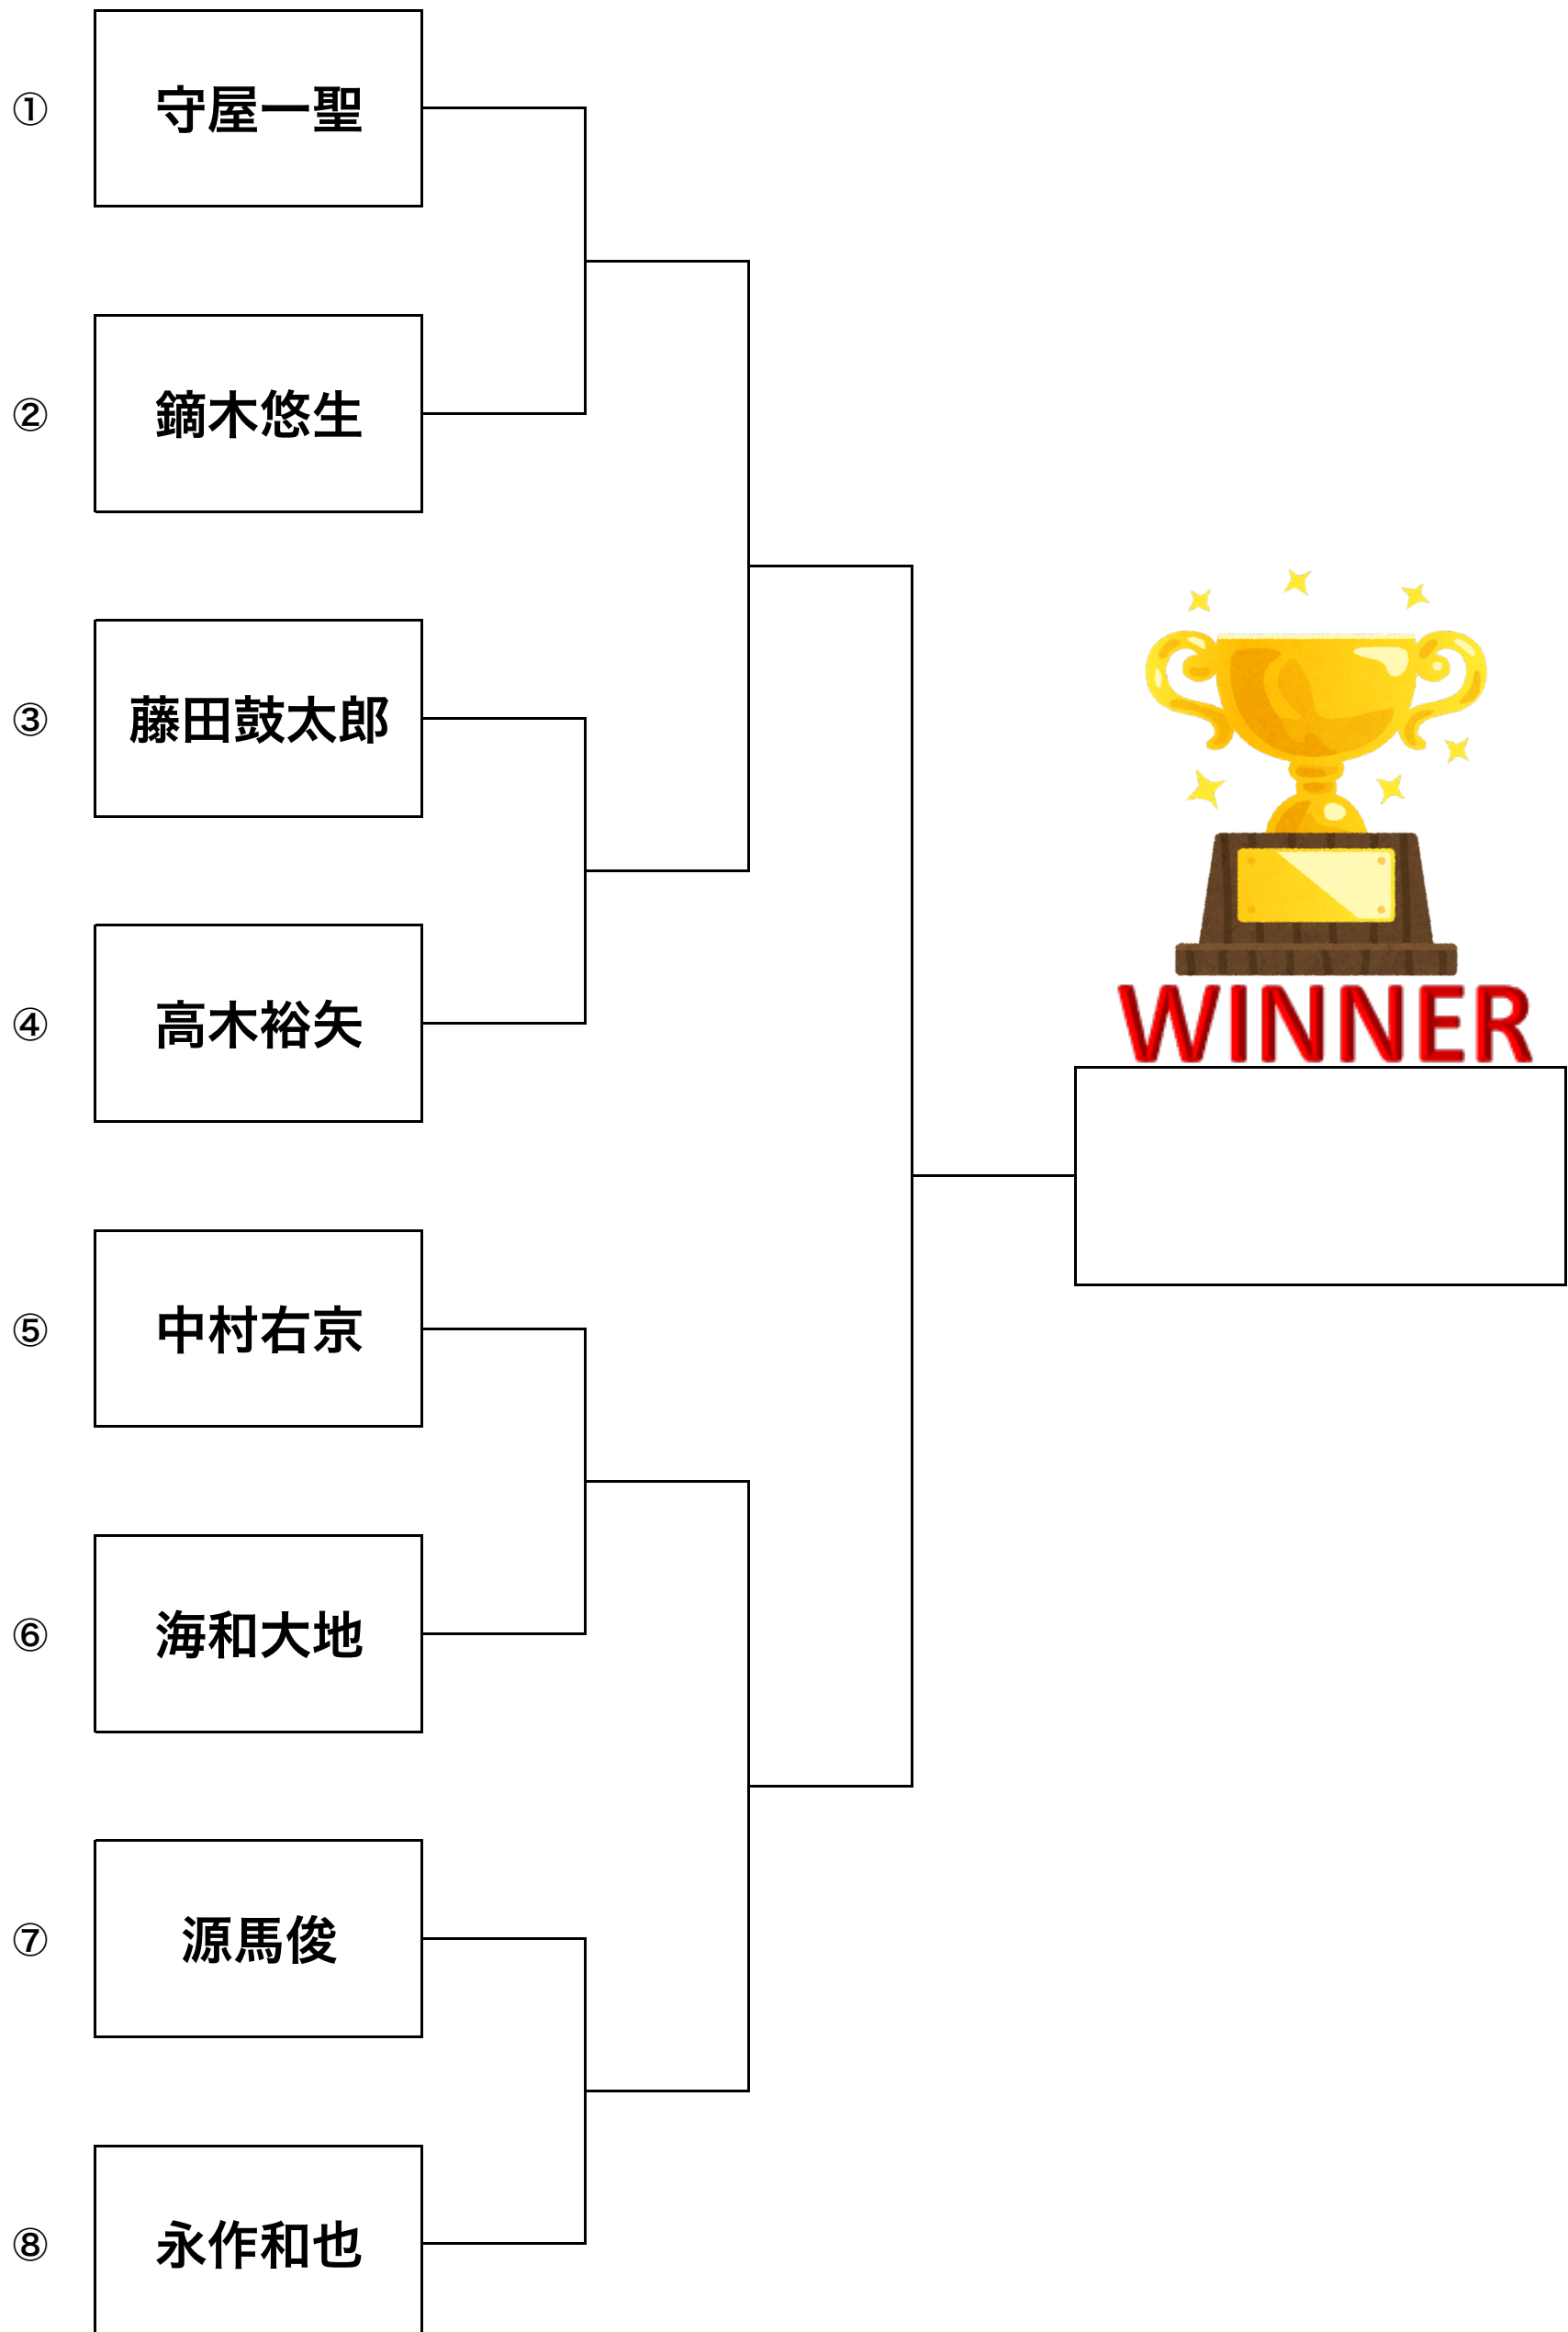 ① 守屋一聖
② 鏑木悠生
③ 藤田鼓太郎
④ 高木裕矢
WINNER
⑤ 中村右京
⑥ 海和大地
⑦ 源馬俊
⑧ 永作和也